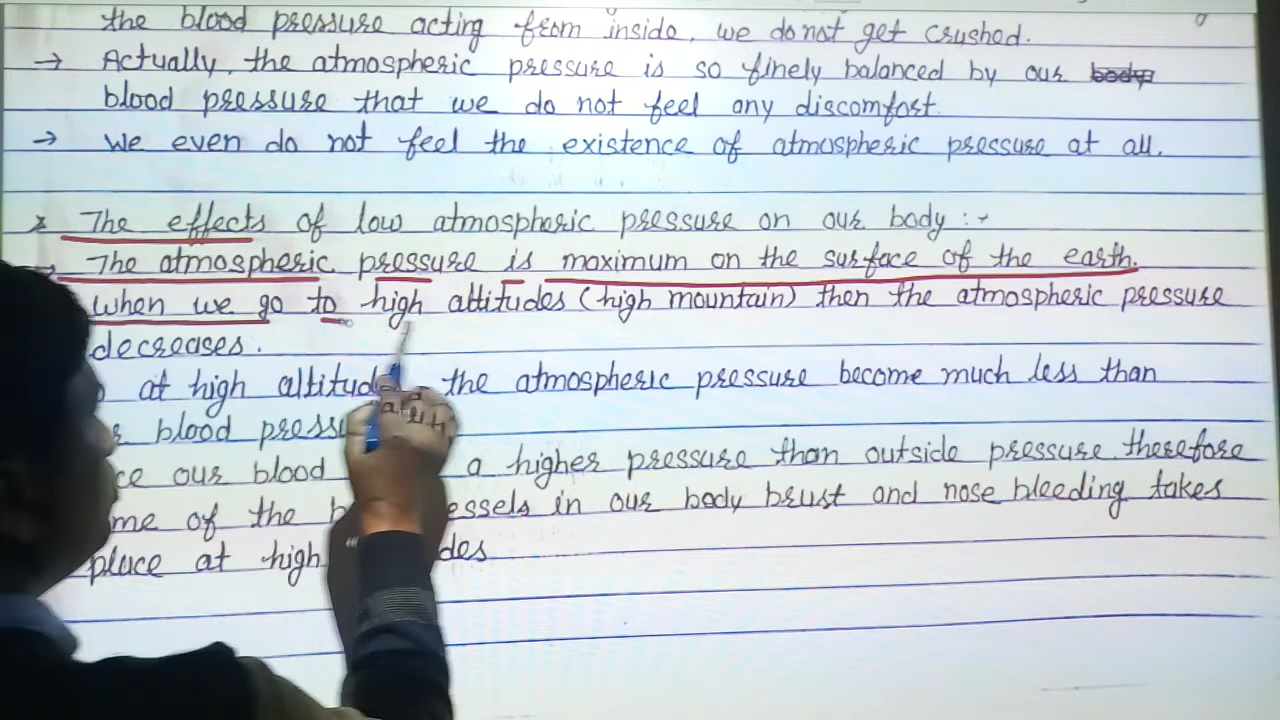 the blood pressure acting from inside, we do not get crushed.
→ Actually, the atmospheric pressure is so finely balanced by our body
blood pressure that we do not feel any discomfort.
→ We even do not feel the existence of atmospheric pressure at all.
* The effects of low atmospheric pressure on our body :-
→ The atmospheric pressure is maximum on the surface of the earth.
When we go to high altitudes (high mountain) then the atmospheric pressure
decreases.
at high altitude, the atmospheric pressure become much less than
blood
our blood a higher pressure than outside pressure therefore
of the in our body brust and nose bleeding takes
place at high